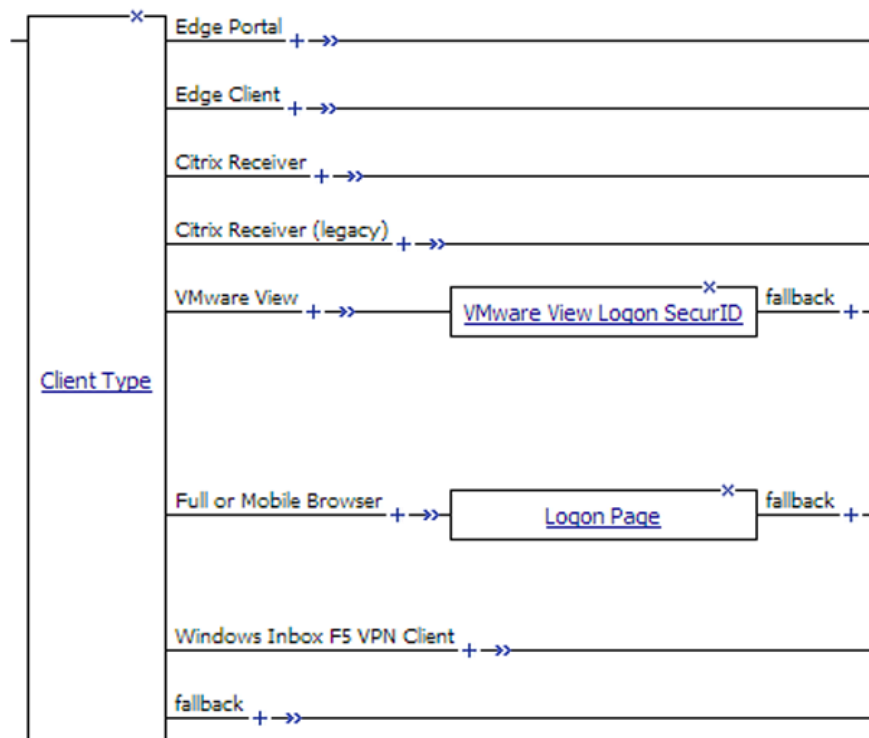 Edge Portal
Edge Client
Citrix Receiver
Citrix Receiver (legacy)
VMware View
VMware View Logon SecurID
fallback
Client Type
Full or Mobile Browser
Logon Page
fallback
Windows Inbox F5 VPN Client
fallback